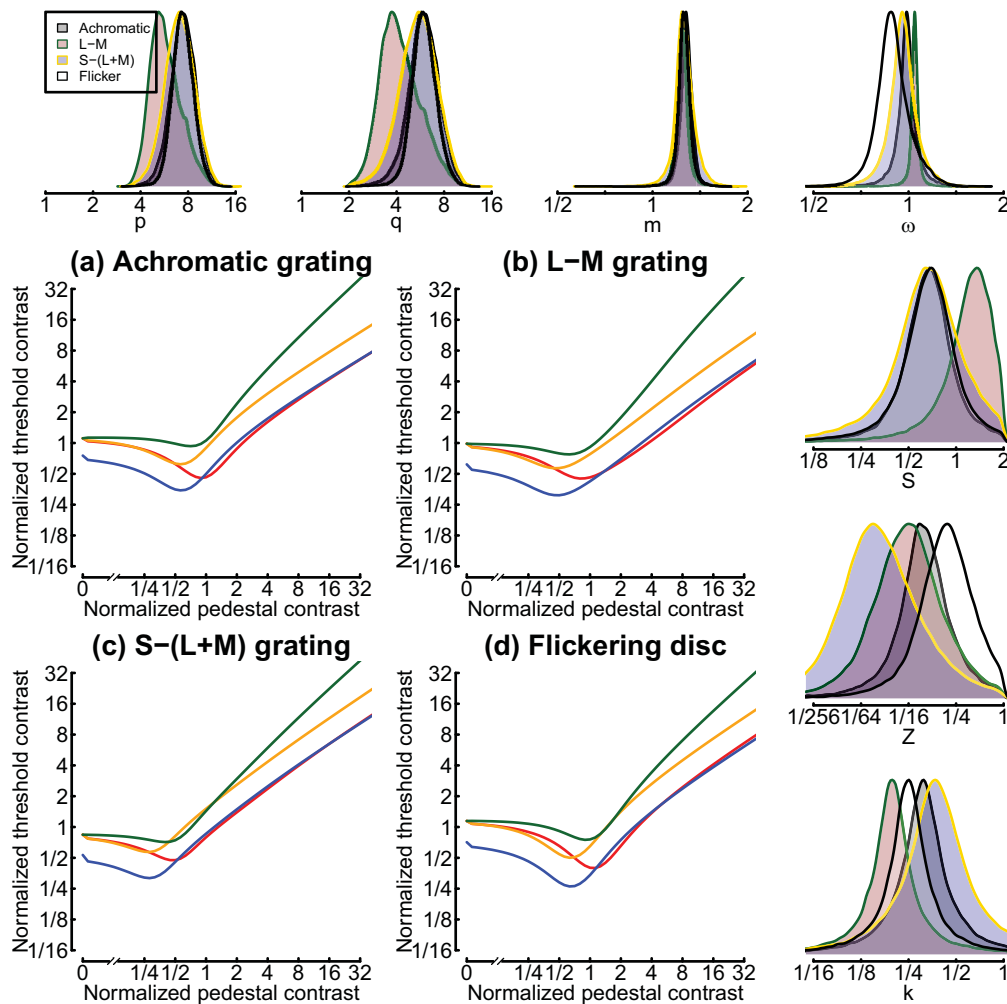 Achromatic
L−M
S−(L+M)
Flicker
1 2 4 8 16
p
1 2 4 8 16
q
1/2 1 2
m
1/2 1 2
ω
(a) Achromatic grating
Normalized threshold contrast
32
16
8
4
2
1
1/2
1/4
1/8
1/16
0 1/4 1/2 1 2 4 8 16 32
Normalized pedestal contrast
(b) L−M grating
Normalized threshold contrast
32
16
8
4
2
1
1/2
1/4
1/8
1/16
0 1/4 1/2 1 2 4 8 16 32
Normalized pedestal contrast
1/8 1/4 1/2 1 2
S
1/256 1/64 1/16 1/4 1
Z
(c) S−(L+M) grating
Normalized threshold contrast
32
16
8
4
2
1
1/2
1/4
1/8
1/16
0 1/4 1/2 1 2 4 8 16 32
Normalized pedestal contrast
(d) Flickering disc
Normalized threshold contrast
32
16
8
4
2
1
1/2
1/4
1/8
1/16
0 1/4 1/2 1 2 4 8 16 32
Normalized pedestal contrast
1/16 1/8 1/4 1/2 1
k